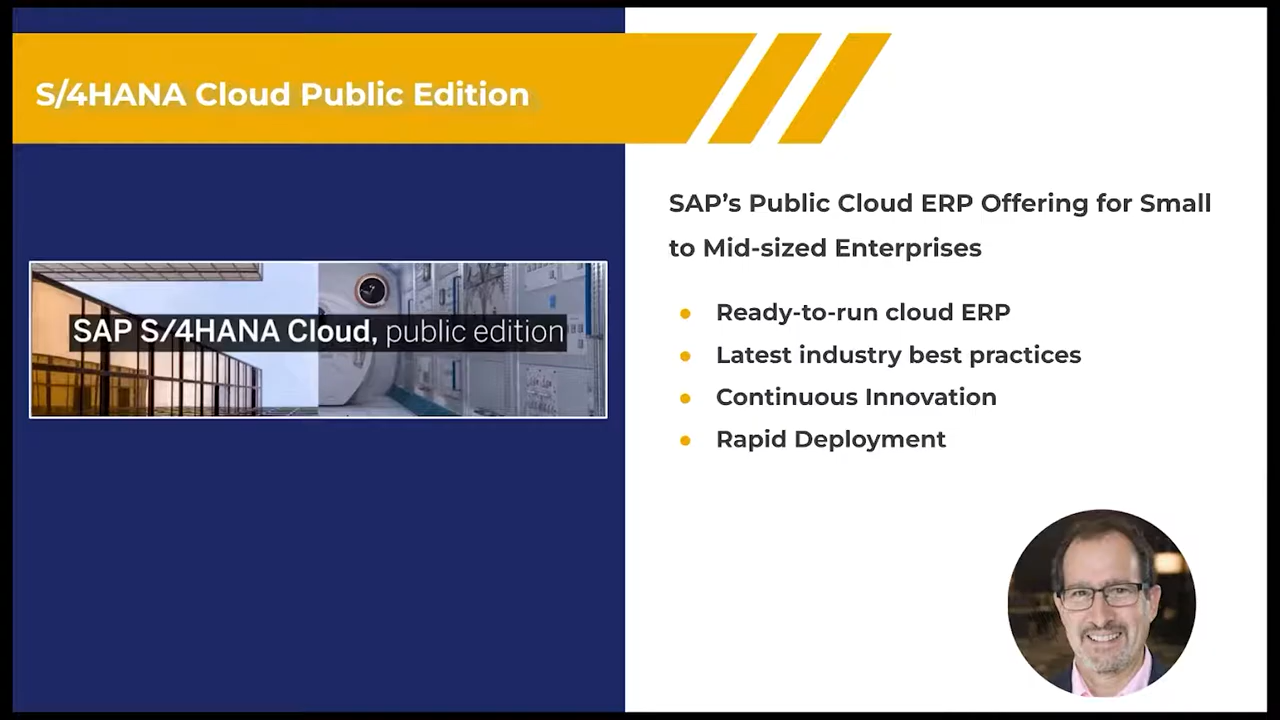 S/4HANA Cloud Public Edition
SAP S/4HANA Cloud, public edition
SAP’s Public Cloud ERP Offering for Small
to Mid-sized Enterprises
Ready-to-run cloud ERP
Latest industry best practices
Continuous Innovation
Rapid Deployment